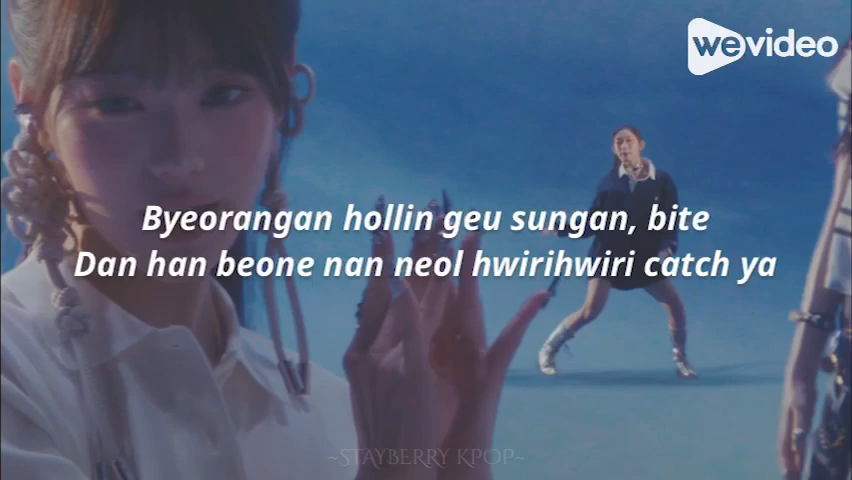 wevideo
Byeorangan hollin geu sungan, bite
Dan han beone nan neol hwirihwiri catch ya
~STAYBERRY KPOP~